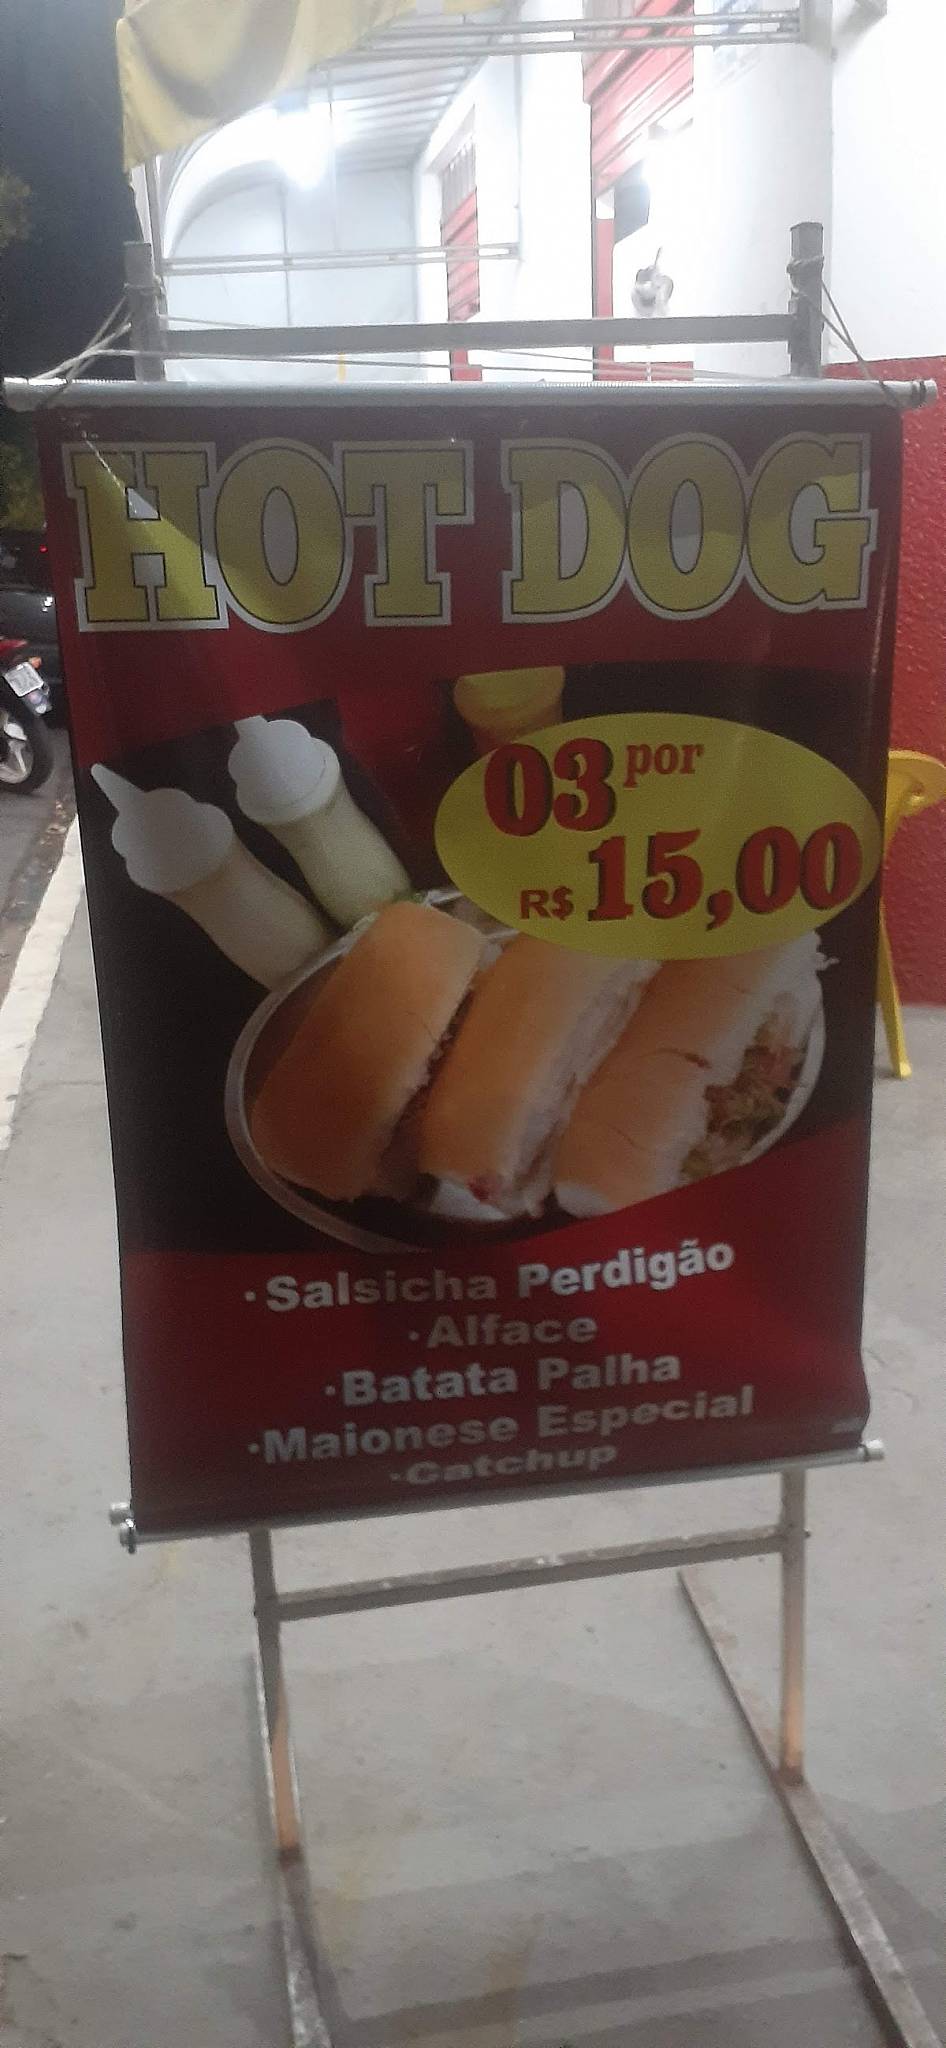 HOT DOG
03 por
R$ 15,00
·Salsicha Perdigão
·Alface
·Batata Palha
·Maionese Especial
·Catchup